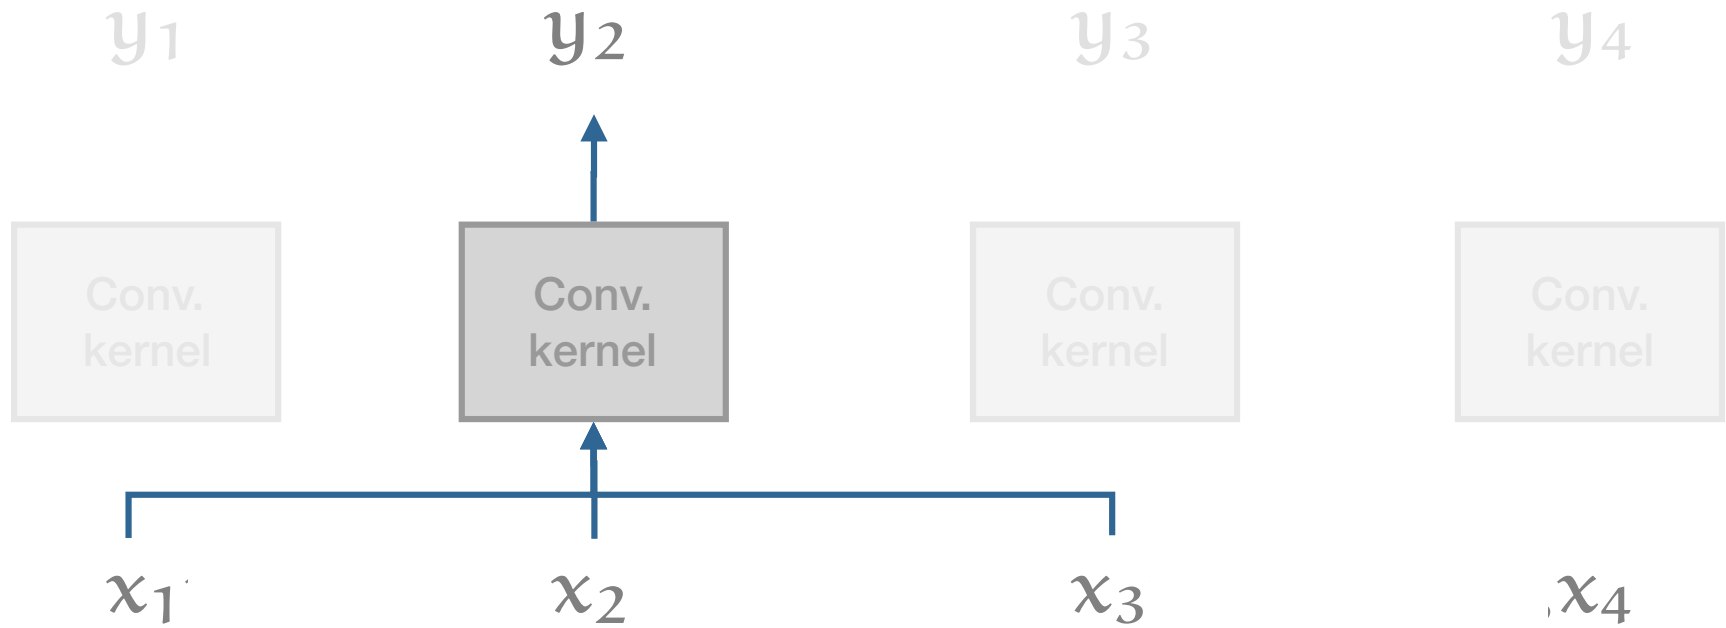 y1 y2 y3 y4
Conv. kernel Conv. kernel Conv. kernel Conv. kernel
x1 x2 x3 x4